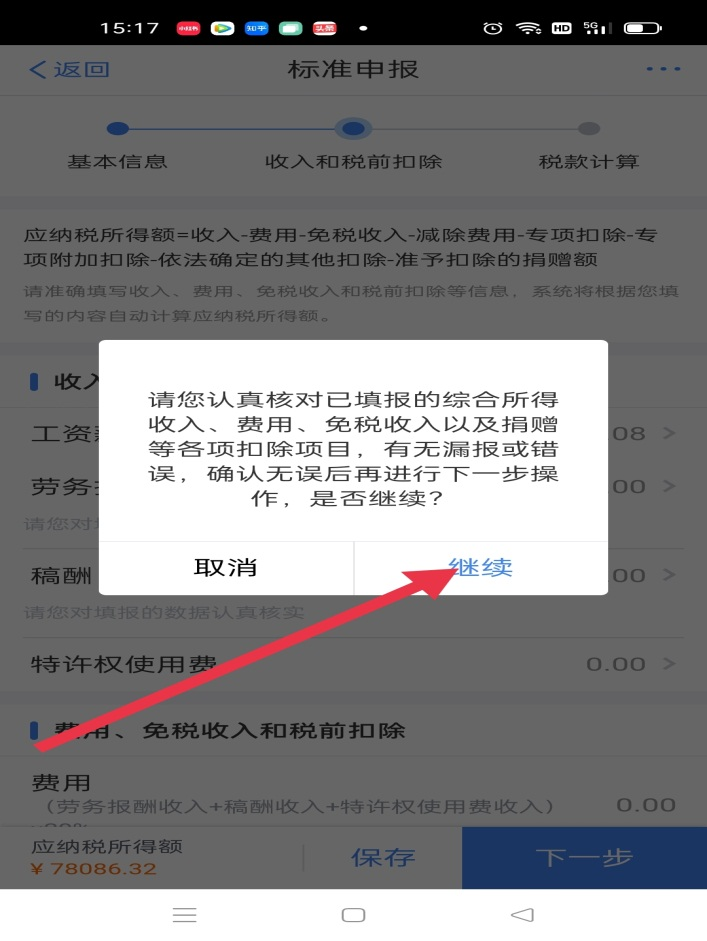 15:17
小红书
知乎
头条
HD
5G
返回
标准申报
基本信息
收入和税前扣除
税款计算
应纳税所得额=收入-费用-免税收入-减除费用-专项扣除-专
项附加扣除-依法确定的其他扣除-准予扣除的捐赠额
请准确填写收入、费用、免税收入和税前扣除等信息，系统将根据您填
写的内容自动计算应纳税所得额。
收入
请您认真核对已填报的综合所得
收入、费用、免税收入以及捐赠
等各项扣除项目，有无漏报或错
误，确认无误后再进行下一步操
作，是否继续？
取消
继续
工资
08 >
劳务
00 >
请您对
稿酬
00 >
请您对填报的数据认真核实
特许权使用费
0.00 >
费用、免税收入和税前扣除
费用
（劳务报酬收入+稿酬收入+特许权使用费收入）
0.00
应纳税所得额
¥ 78086.32
保存
下一步